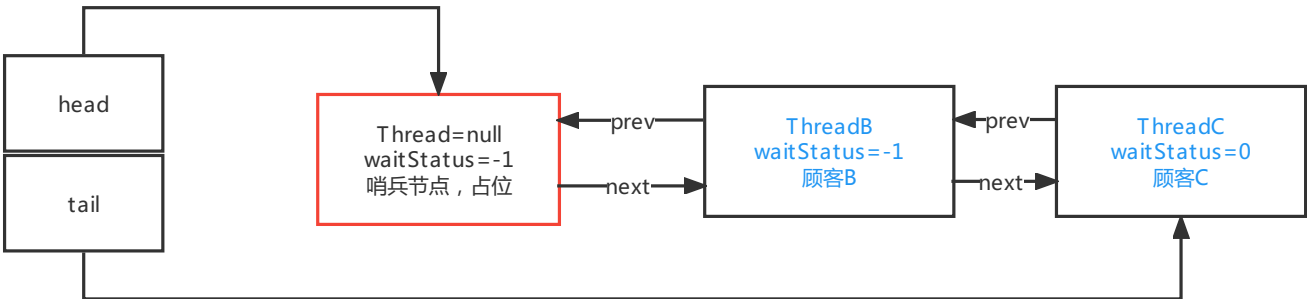 head
tail
Thread=null
waitStatus=-1
哨兵节点，占位
prev
next
ThreadB
waitStatus=-1
顾客B
prev
next
ThreadC
waitStatus=0
顾客C